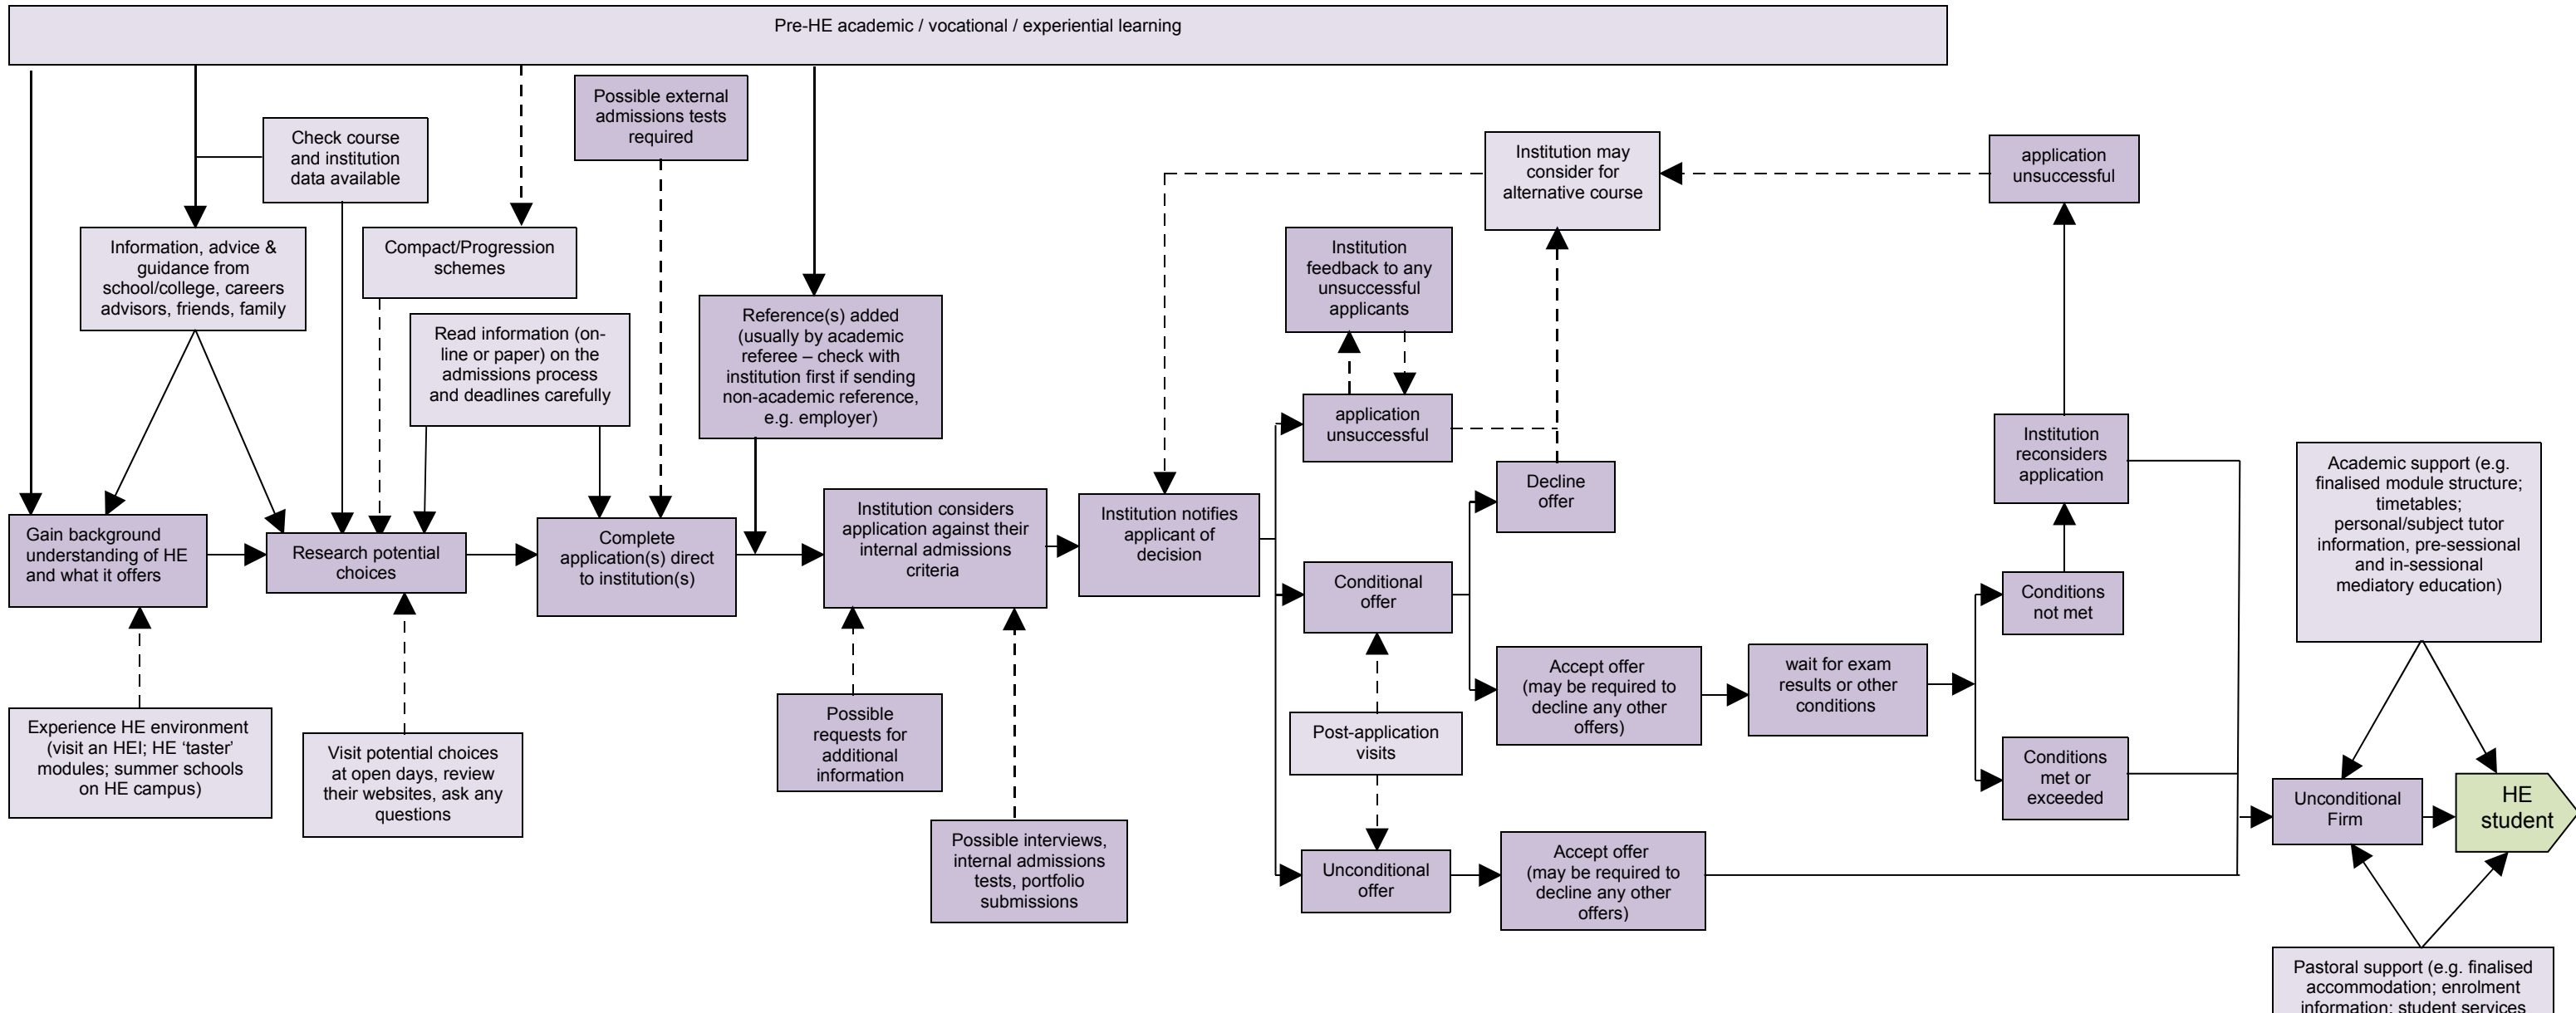 Pre-HE academic / vocational / experiential learning
Possible external
admissions tests
required
Check course
and institution
data available
Institution may
consider for
alternative course
application
unsuccessful
Information, advice &
guidance from
school/college, careers
advisors, friends, family
Compact/Progression
schemes
Institution
feedback to any
unsuccessful
applicants
Read information (on-
line or paper) on the
admissions process
and deadlines carefully
Reference(s) added
(usually by academic
referee – check with
institution first if sending
non-academic reference,
e.g. employer)
application
unsuccessful
Institution
reconsiders
application
Academic support (e.g.
finalised module structure;
timetables;
personal/subject tutor
information, pre-sessional
and in-sessional
mediatory education)
Decline
offer
Gain background
understanding of HE
and what it offers
Research potential
choices
Complete
application(s) direct
to institution(s)
Institution considers
application against their
internal admissions
criteria
Institution notifies
applicant of
decision
Conditional
offer
Conditions
not met
Accept offer
(may be required to
decline any other
offers)
wait for exam
results or other
conditions
Experience HE environment
(visit an HEI; HE ‘taster’
modules; summer schools
on HE campus)
Visit potential choices
at open days, review
their websites, ask any
questions
Possible
requests for
additional
information
Post-application
visits
Conditions
met or
exceeded
Unconditional
Firm
HE
student
Possible interviews,
internal admissions
tests, portfolio
submissions
Unconditional
offer
Accept offer
(may be required to
decline any other
offers)
Pastoral support (e.g. finalised
accommodation; enrolment
information; student services